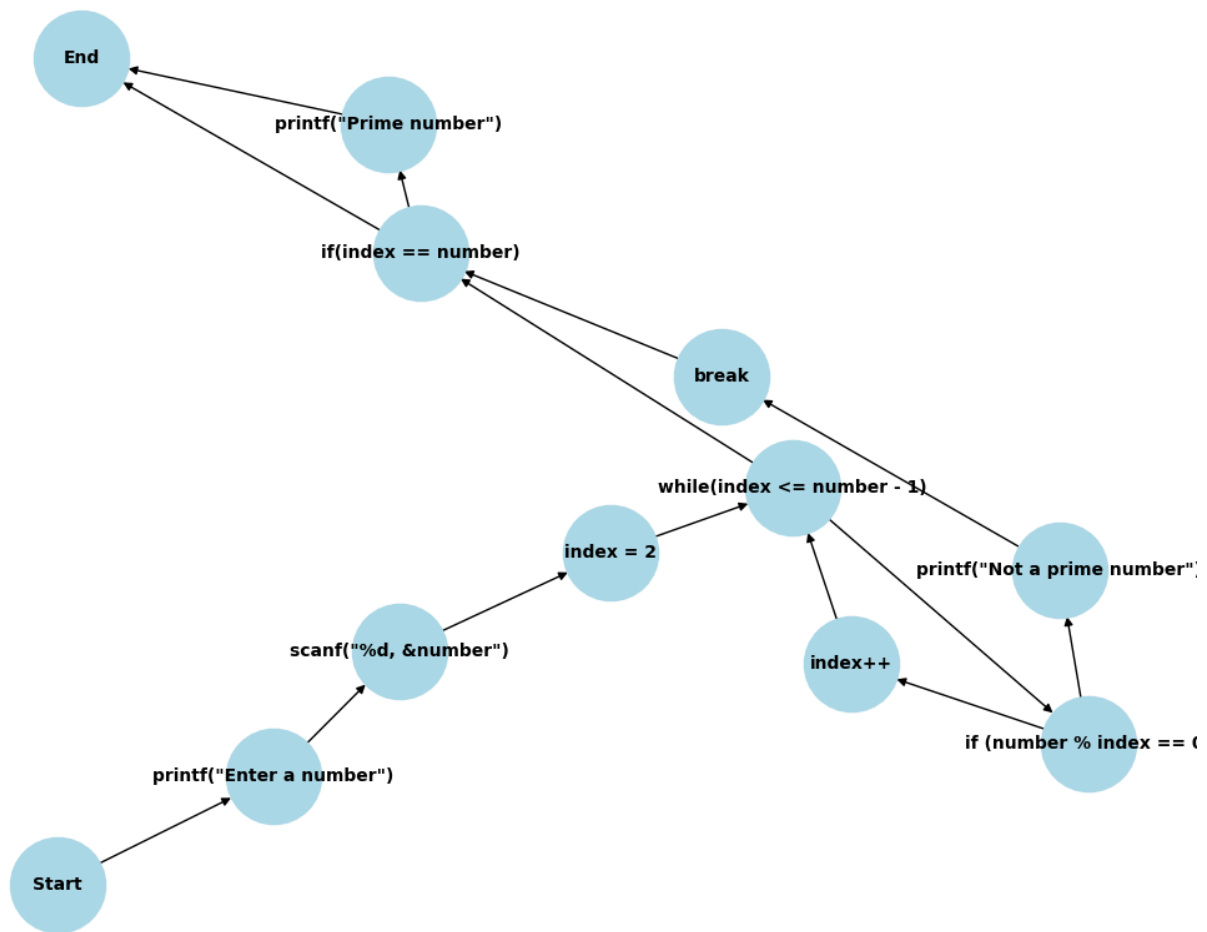 End
printf("Prime number")
if(index == number)
break
while(index <= number - 1)
index = 2
printf("Not a prime number")
scanf("%d, &number")
index++
if (number % index == 0
printf("Enter a number")
Start